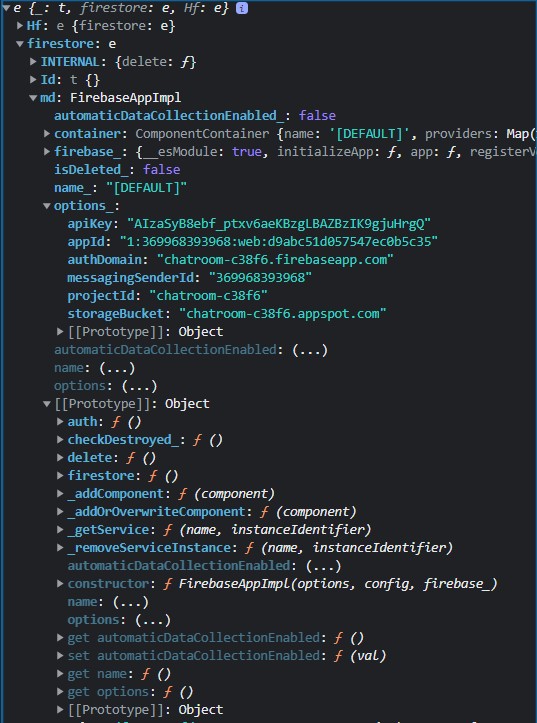 ▼e {_: t, firestore: e, Hf: e} i
▶Hf: e {firestore: e}
▼firestore: e
▶INTERNAL: {delete: ƒ}
▶Id: t {}
▼md: FirebaseAppImpl
automaticDataCollectionEnabled_: false
▶container: ComponentContainer {name: '[DEFAULT]', providers: Map(
▶firebase_: {__esModule: true, initializeApp: ƒ, app: ƒ, registerV
isDeleted_: false
name_: "[DEFAULT]"
▼options_:
apiKey: "AIzaSyB8ebf_ptxv6aeKBzgLBAZBzIK9gjuHrgQ"
appId: "1:369968393968:web:d9abc51d057547ec0b5c35"
authDomain: "chatroom-c38f6.firebaseapp.com"
messagingSenderId: "369968393968"
projectId: "chatroom-c38f6"
storageBucket: "chatroom-c38f6.appspot.com"
▶[[Prototype]]: Object
automaticDataCollectionEnabled: (...)
name: (...)
options: (...)
▼[[Prototype]]: Object
▶auth: ƒ ()
▶checkDestroyed_: ƒ ()
▶delete: ƒ ()
▶firestore: ƒ ()
▶_addComponent: ƒ (component)
▶_addOrOverwriteComponent: ƒ (component)
▶_getService: ƒ (name, instanceIdentifier)
▶_removeServiceInstance: ƒ (name, instanceIdentifier)
automaticDataCollectionEnabled: (...)
▶constructor: ƒ FirebaseAppImpl(options, config, firebase_)
name: (...)
options: (...)
▶get automaticDataCollectionEnabled: ƒ ()
▶set automaticDataCollectionEnabled: ƒ (val)
▶get name: ƒ ()
▶get options: ƒ ()
▶[[Prototype]]: Object